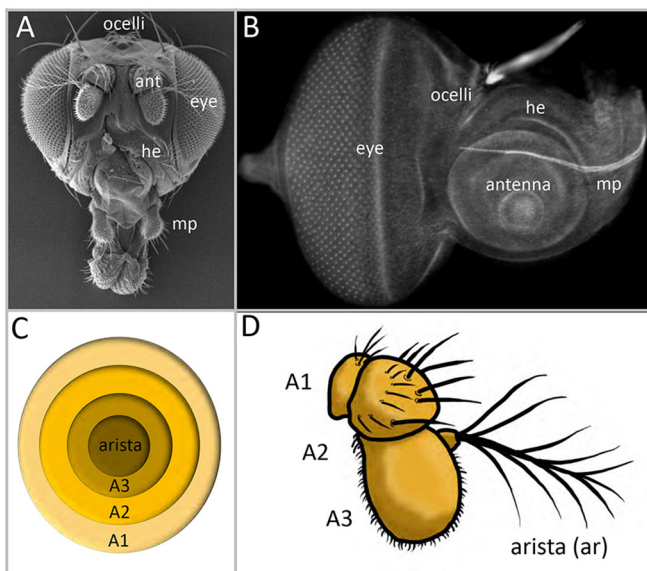 A
ocelli
ant
eye
he
mp
B
ocelli
he
eye
antenna
mp
C
arista
A3
A2
A1
D
A1
A2
A3
arista (ar)